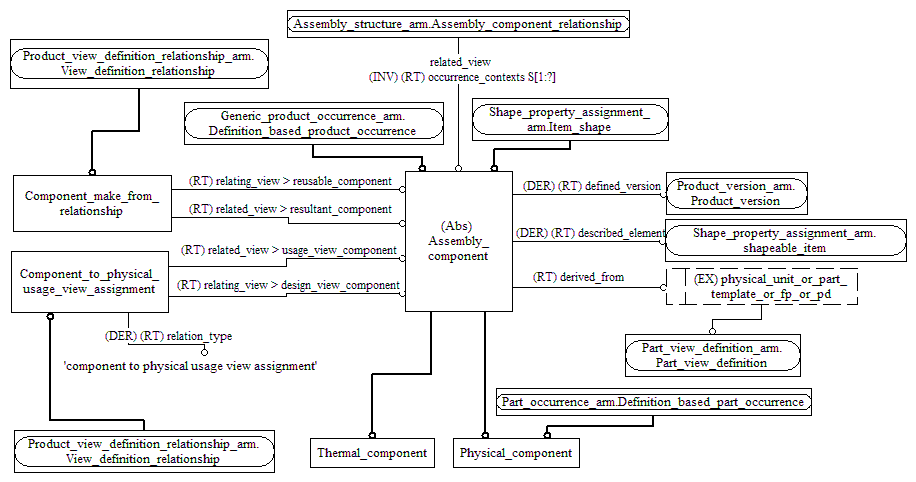 Assembly_structure_arm.Assembly_component_relationship
Product_view_definition_relationship_arm.
View_definition_relationship
related_view
(INV) (RT) occurrence_contexts S[1:?]
Generic_product_occurrence_arm.
Definition_based_product_occurrence
Shape_property_assignment_
arm.Item_shape
Component_make_from_
relationship
(RT) relating_view > reusable_component
(RT) related_view > resultant_component
(Abs)
Assembly_
component
(DER) (RT) defined_version
Product_version_arm.
Product_version
(DER) (RT) described_element
Shape_property_assignment_arm.
shapeable_item
Component_to_physical_
usage_view_assignment
(RT) related_view > usage_view_component
(RT) relating_view > design_view_component
(RT) derived_from
(EX) physical_unit_or_part_
template_or_fp_or_pd
(DER) (RT) relation_type
'component to physical usage view assignment'
Part_view_definition_arm.
Part_view_definition
Part_occurrence_arm.Definition_based_part_occurrence
Product_view_definition_relationship_arm.
View_definition_relationship
Thermal_component
Physical_component